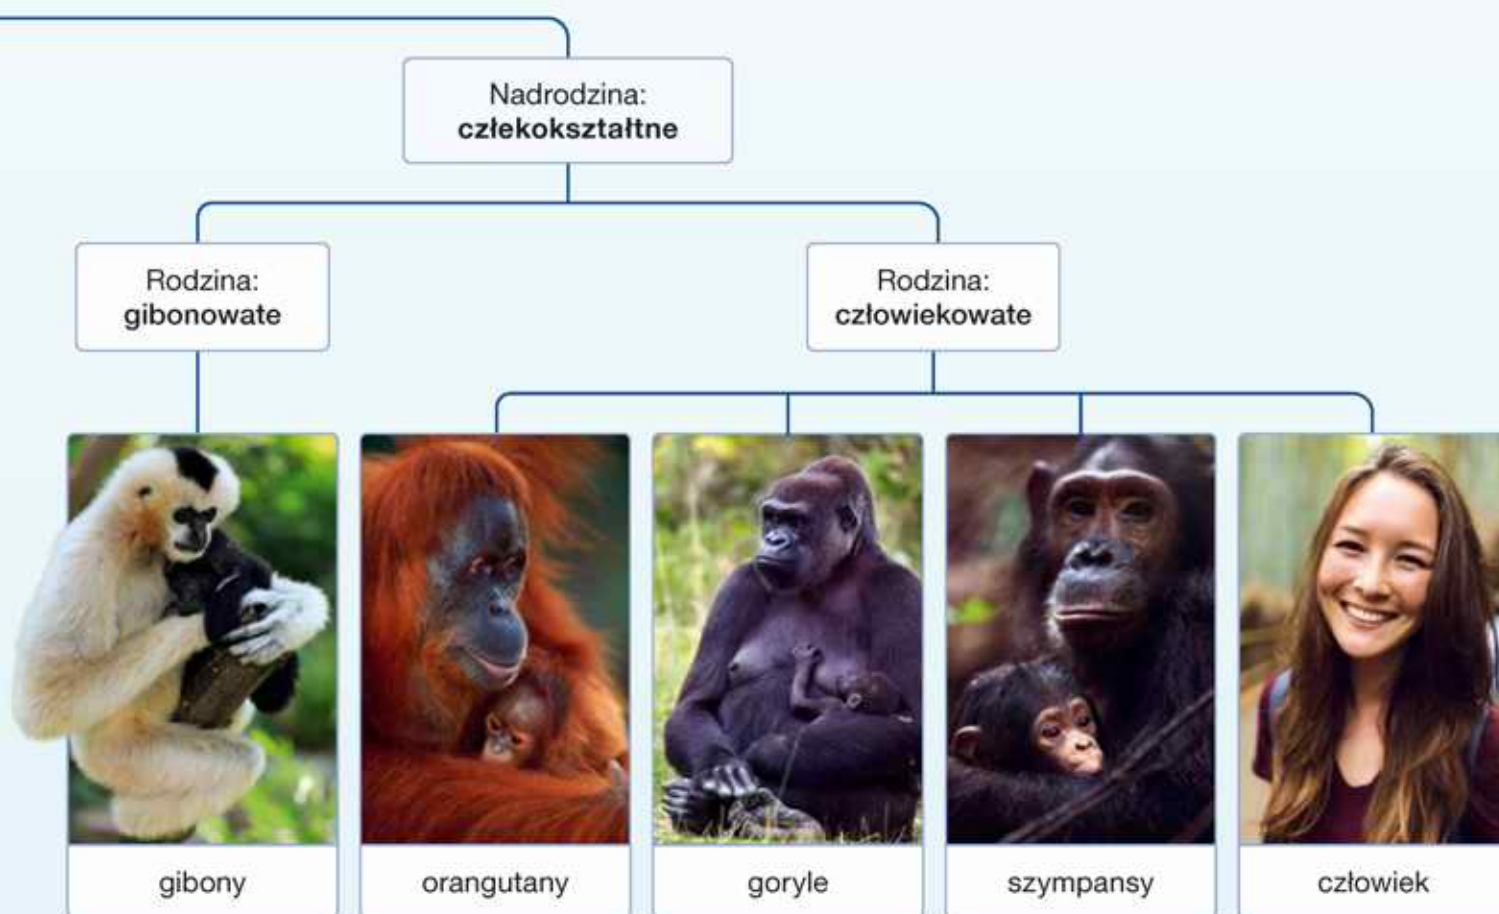 Nadrodzina:
człekokształtne
Rodzina:
gibonowate
Rodzina:
człowiekowate
gibony
orangutany
goryle
szympansy
człowiek